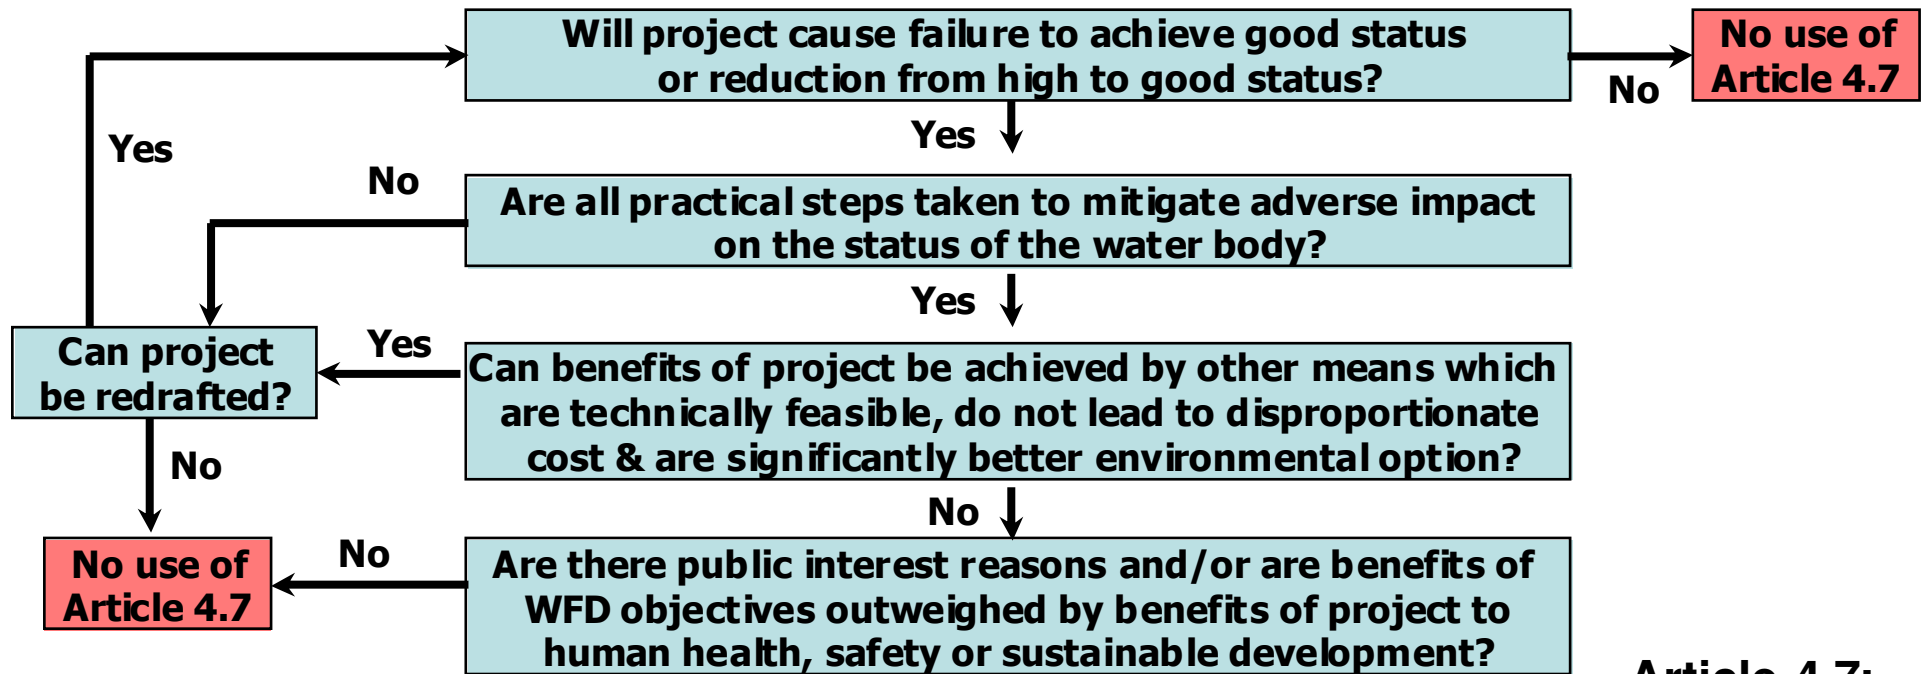 Will project cause failure to achieve good status
or reduction from high to good status?
No
No use of
Article 4.7
Yes
Yes
No
Are all practical steps taken to mitigate adverse impact
on the status of the water body?
Yes
Can project
be redrafted?
Yes
Can benefits of project be achieved by other means which
are technically feasible, do not lead to disproportionate
cost & are significantly better environmental option?
No
No
No use of
Article 4.7
No
Are there public interest reasons and/or are benefits of
WFD objectives outweighed by benefits of project to
human health, safety or sustainable development?
Article 4.7: